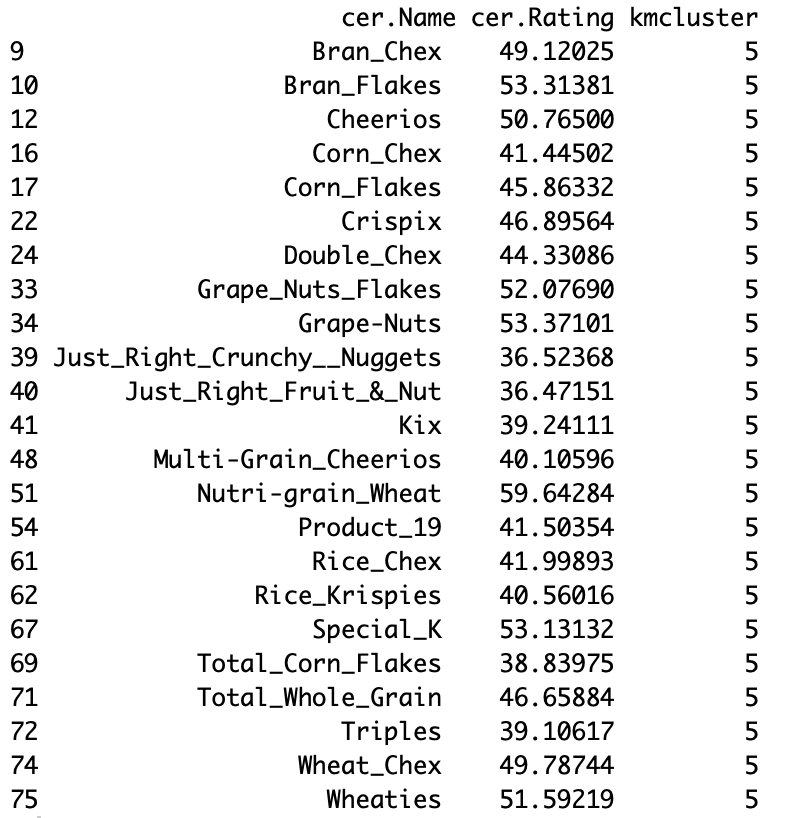 cer.Name cer.Rating kmcluster
9 Bran_Chex 49.12025 5
10 Bran_Flakes 53.31381 5
12 Cheerios 50.76500 5
16 Corn_Chex 41.44502 5
17 Corn_Flakes 45.86332 5
22 Crispix 46.89564 5
24 Double_Chex 44.33086 5
33 Grape_Nuts_Flakes 52.07690 5
34 Grape-Nuts 53.37101 5
39 Just_Right_Crunchy__Nuggets 36.52368 5
40 Just_Right_Fruit_&_Nut 36.47151 5
41 Kix 39.24111 5
48 Multi-Grain_Cheerios 40.10596 5
51 Nutri-grain_Wheat 59.64284 5
54 Product_19 41.50354 5
61 Rice_Chex 41.99893 5
62 Rice_Krispies 40.56016 5
67 Special_K 53.13132 5
69 Total_Corn_Flakes 38.83975 5
71 Total_Whole_Grain 46.65884 5
72 Triples 39.10617 5
74 Wheat_Chex 49.78744 5
75 Wheaties 51.59219 5